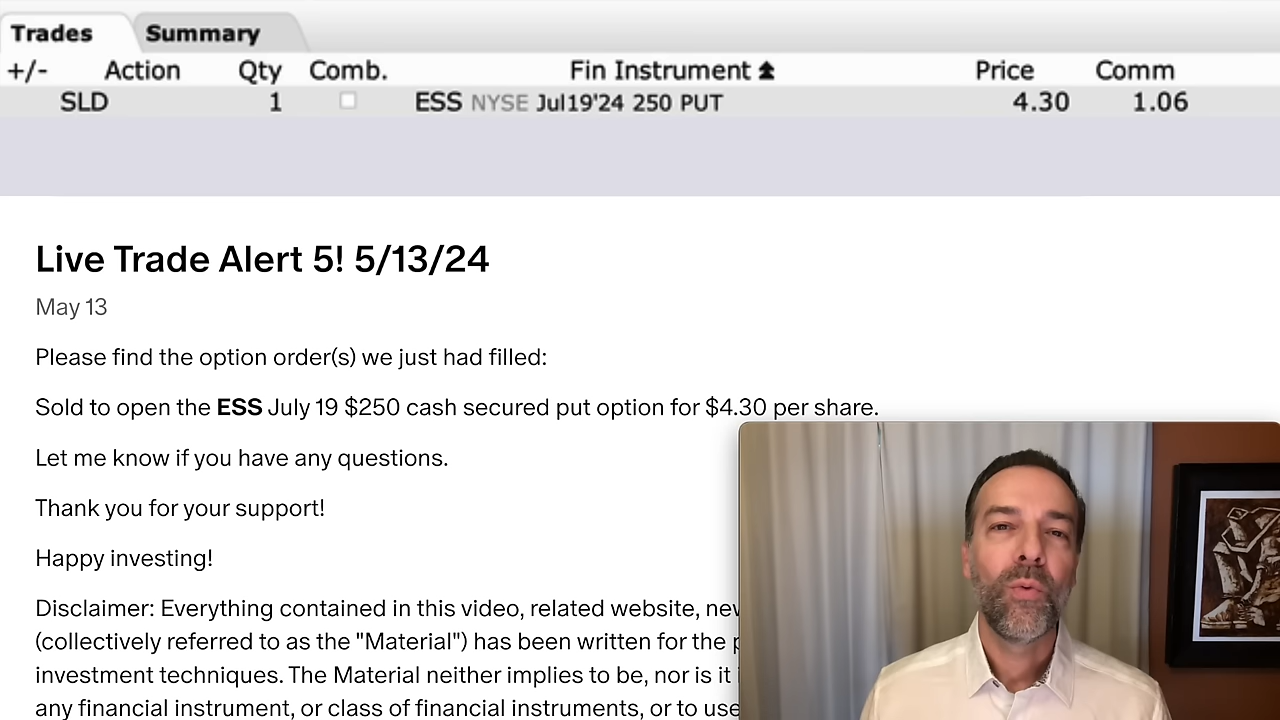 Trades Summary
+/- Action Qty Comb. Fin Instrument Price Comm
SLD 1 ESS NYSE Jul19'24 250 PUT 4.30 1.06
Live Trade Alert 5! 5/13/24
May 13
Please find the option order(s) we just had filled:
Sold to open the ESS July 19 $250 cash secured put option for $4.30 per share.
Let me know if you have any questions.
Thank you for your support!
Happy investing!
Disclaimer: Everything contained in this video, related website,
(collectively referred to as the "Material") has been written for the
investment techniques. The Material neither implies to be, nor is it
any financial instrument, or class of financial instruments, or to use